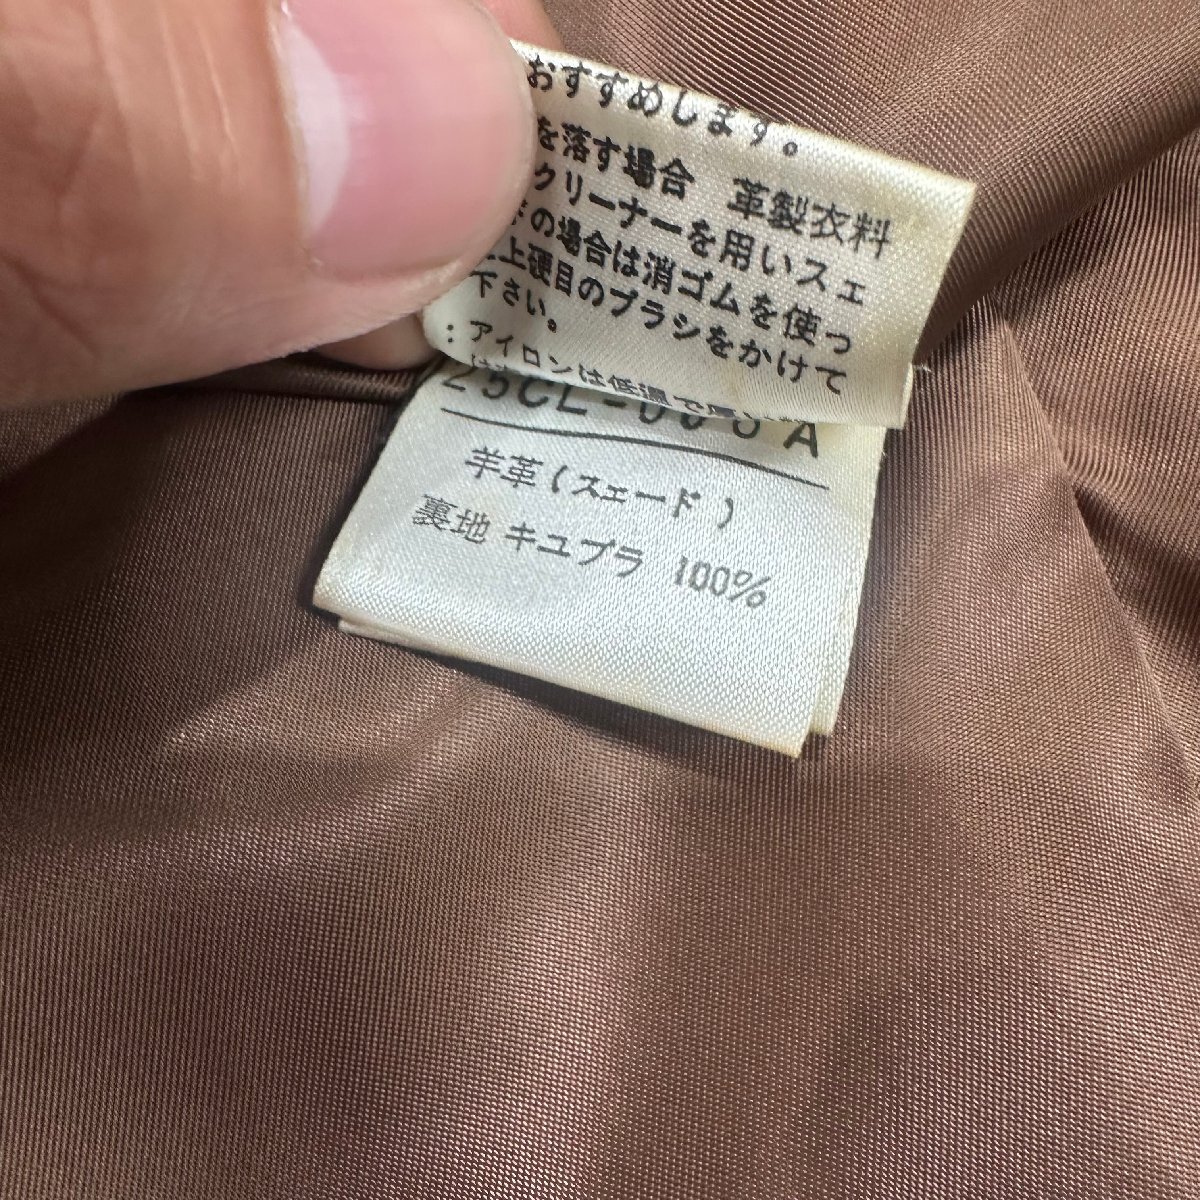 おすすめします。
を落す場合 革製衣料
クリーナーを用いスエ
の場合は消ゴムを使っ
上硬目のブラシをかけて
下さい。
: アイロンは低温で
25CL-
羊革(スエード)
裏地 キユプラ 100%